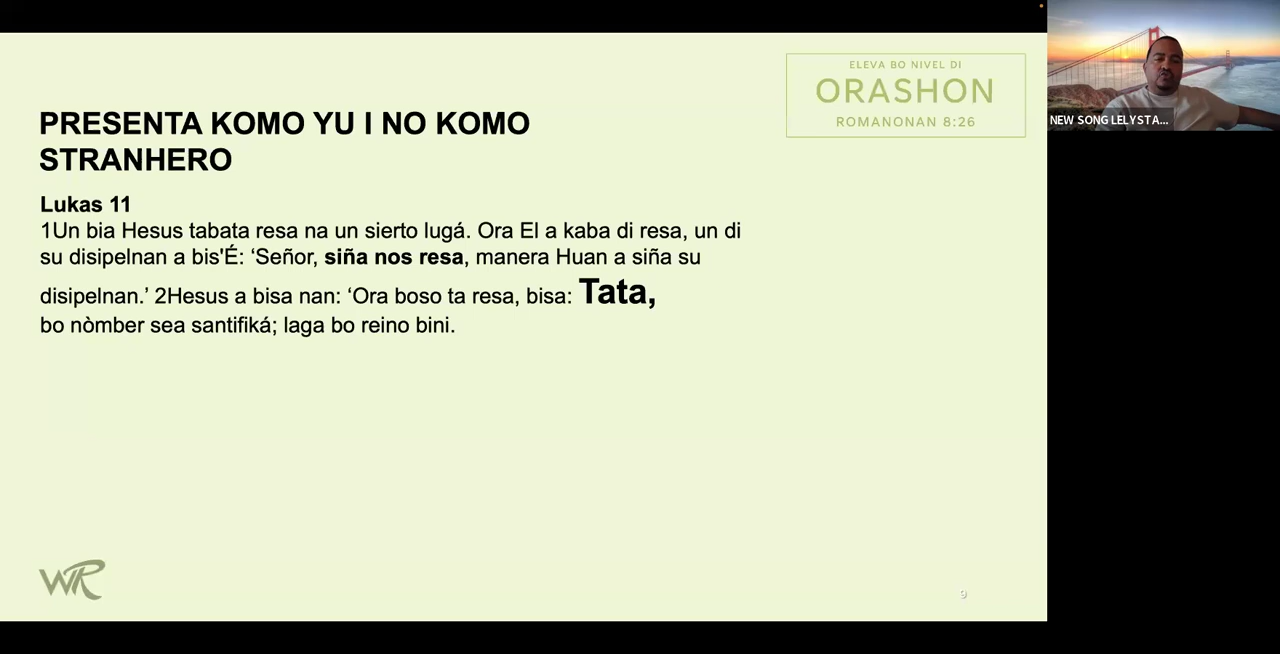 ELEVA BO NIVEL DI
ORASHON
ROMANONAN 8:26
NEW SONG LELYSTA...
PRESENTA KOMO YU I NO KOMO
STRANHERO
Lukas 11
1Un bia Hesus tabata resa na un sierto lugá. Ora El a kaba di resa, un di
su disipelnan a bis'É: ‘Señor, siña nos resa, manera Huan a siña su
disipelnan.’ 2Hesus a bisa nan: ‘Ora boso ta resa, bisa: Tata,
bo nòmber sea santifiká; laga bo reino bini.
WR
9